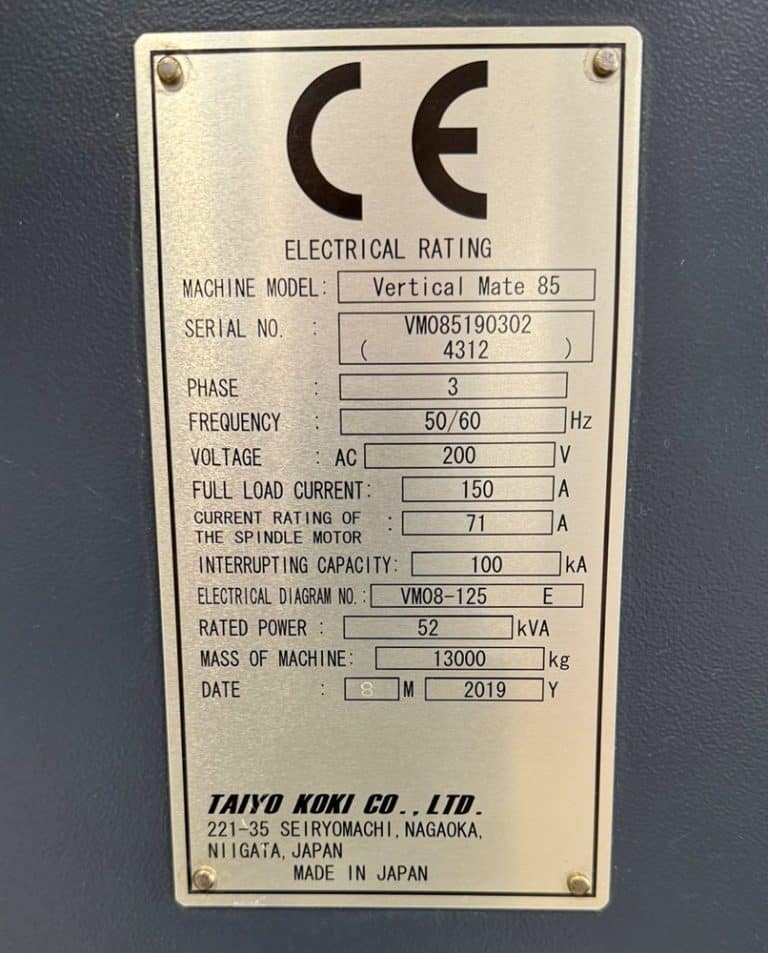 CE
ELECTRICAL RATING
MACHINE MODEL: Vertical Mate 85
SERIAL NO. : VM085190302
( 4312 )
PHASE : 3
FREQUENCY : 50/60 Hz
VOLTAGE : AC 200 V
FULL LOAD CURRENT: 150 A
CURRENT RATING OF
THE SPINDLE MOTOR : 71 A
INTERRUPTING CAPACITY: 100 kA
ELECTRICAL DIAGRAM NO.: VM08-125 E
RATED POWER : 52 kVA
MASS OF MACHINE: 13000 kg
DATE : 8 M 2019 Y
TAIYO KOKI CO., LTD.
221-35 SEIRYOMACHI, NAGAOKA,
NIIGATA, JAPAN
MADE IN JAPAN